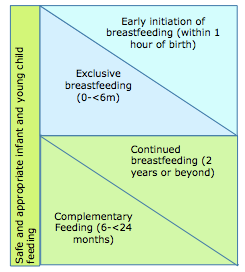 Safe and appropriate infant and young child
feeding
Early initiation of
breastfeeding (within 1
hour of birth)
Exclusive
breastfeeding
(0-<6m)
Continued
breastfeeding (2
years or beyond)
Complementary
Feeding (6-<24
months)